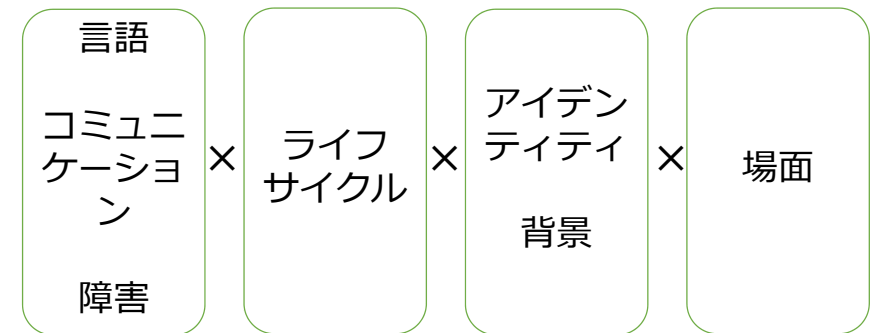 言語
コミュニ
ケーショ
ン
障害
×
ライフ
サイクル
×
アイデン
ティティ
背景
×
場面